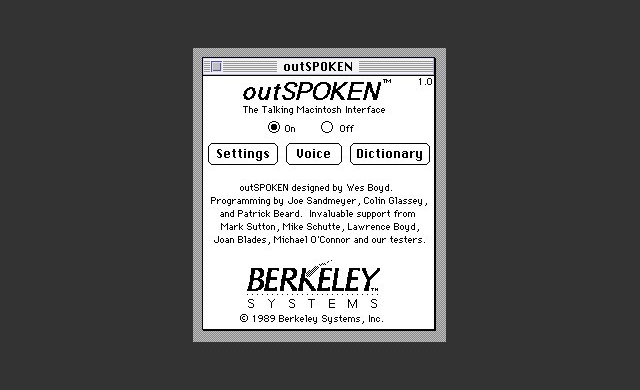 outSPOKEN
1.0
outSPOKEN™
The Talking Macintosh Interface
On Off
Settings Voice Dictionary
outSPOKEN designed by Wes Boyd.
Programming by Joe Sandmeyer, Colin Glassey,
and Patrick Beard. Invaluable support from
Mark Sutton, Mike Schutte, Lawrence Boyd,
Joan Blades, Michael O'Connor and our testers.
BERKELEY™
SYSTEMS
© 1989 Berkeley Systems, Inc.